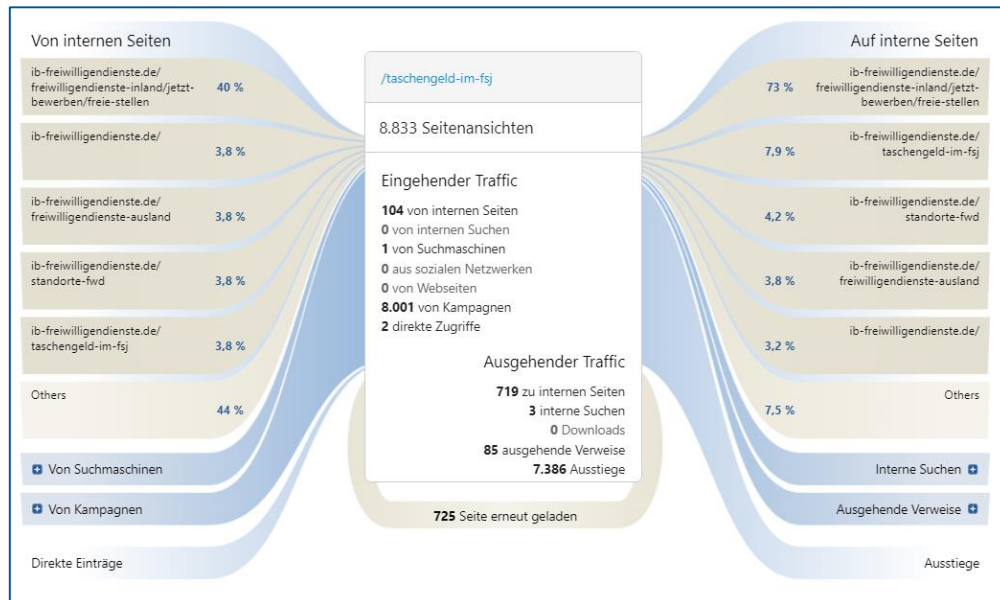 Von internen Seiten
ib-freiwilligendienste.de/
freiwilligendienste-inland/jetzt-
bewerben/freie-stellen
40 %
ib-freiwilligendienste.de/
3,8 %
ib-freiwilligendienste.de/
freiwilligendienste-ausland
3,8 %
ib-freiwilligendienste.de/
standorte-fwd
3,8 %
ib-freiwilligendienste.de/
taschengeld-im-fsj
3,8 %
Others
44 %
Von Suchmaschinen
Von Kampagnen
Direkte Einträge
/taschengeld-im-fsj
8.833 Seitenansichten
Eingehender Traffic
104 von internen Seiten
0 von internen Suchen
1 von Suchmaschinen
0 aus sozialen Netzwerken
0 von Webseiten
8.001 von Kampagnen
2 direkte Zugriffe
Ausgehender Traffic
719 zu internen Seiten
3 interne Suchen
0 Downloads
85 ausgehende Verweise
7.386 Ausstiege
725 Seite erneut geladen
Auf interne Seiten
73 %
ib-freiwilligendienste.de/
freiwilligendienste-inland/jetzt-
bewerben/freie-stellen
7,9 %
ib-freiwilligendienste.de/
taschengeld-im-fsj
4,2 %
ib-freiwilligendienste.de/
standorte-fwd
3,8 %
ib-freiwilligendienste.de/
freiwilligendienste-ausland
3,2 %
ib-freiwilligendienste.de/
7,5 %
Others
Interne Suchen
Ausgehende Verweise
Ausstiege